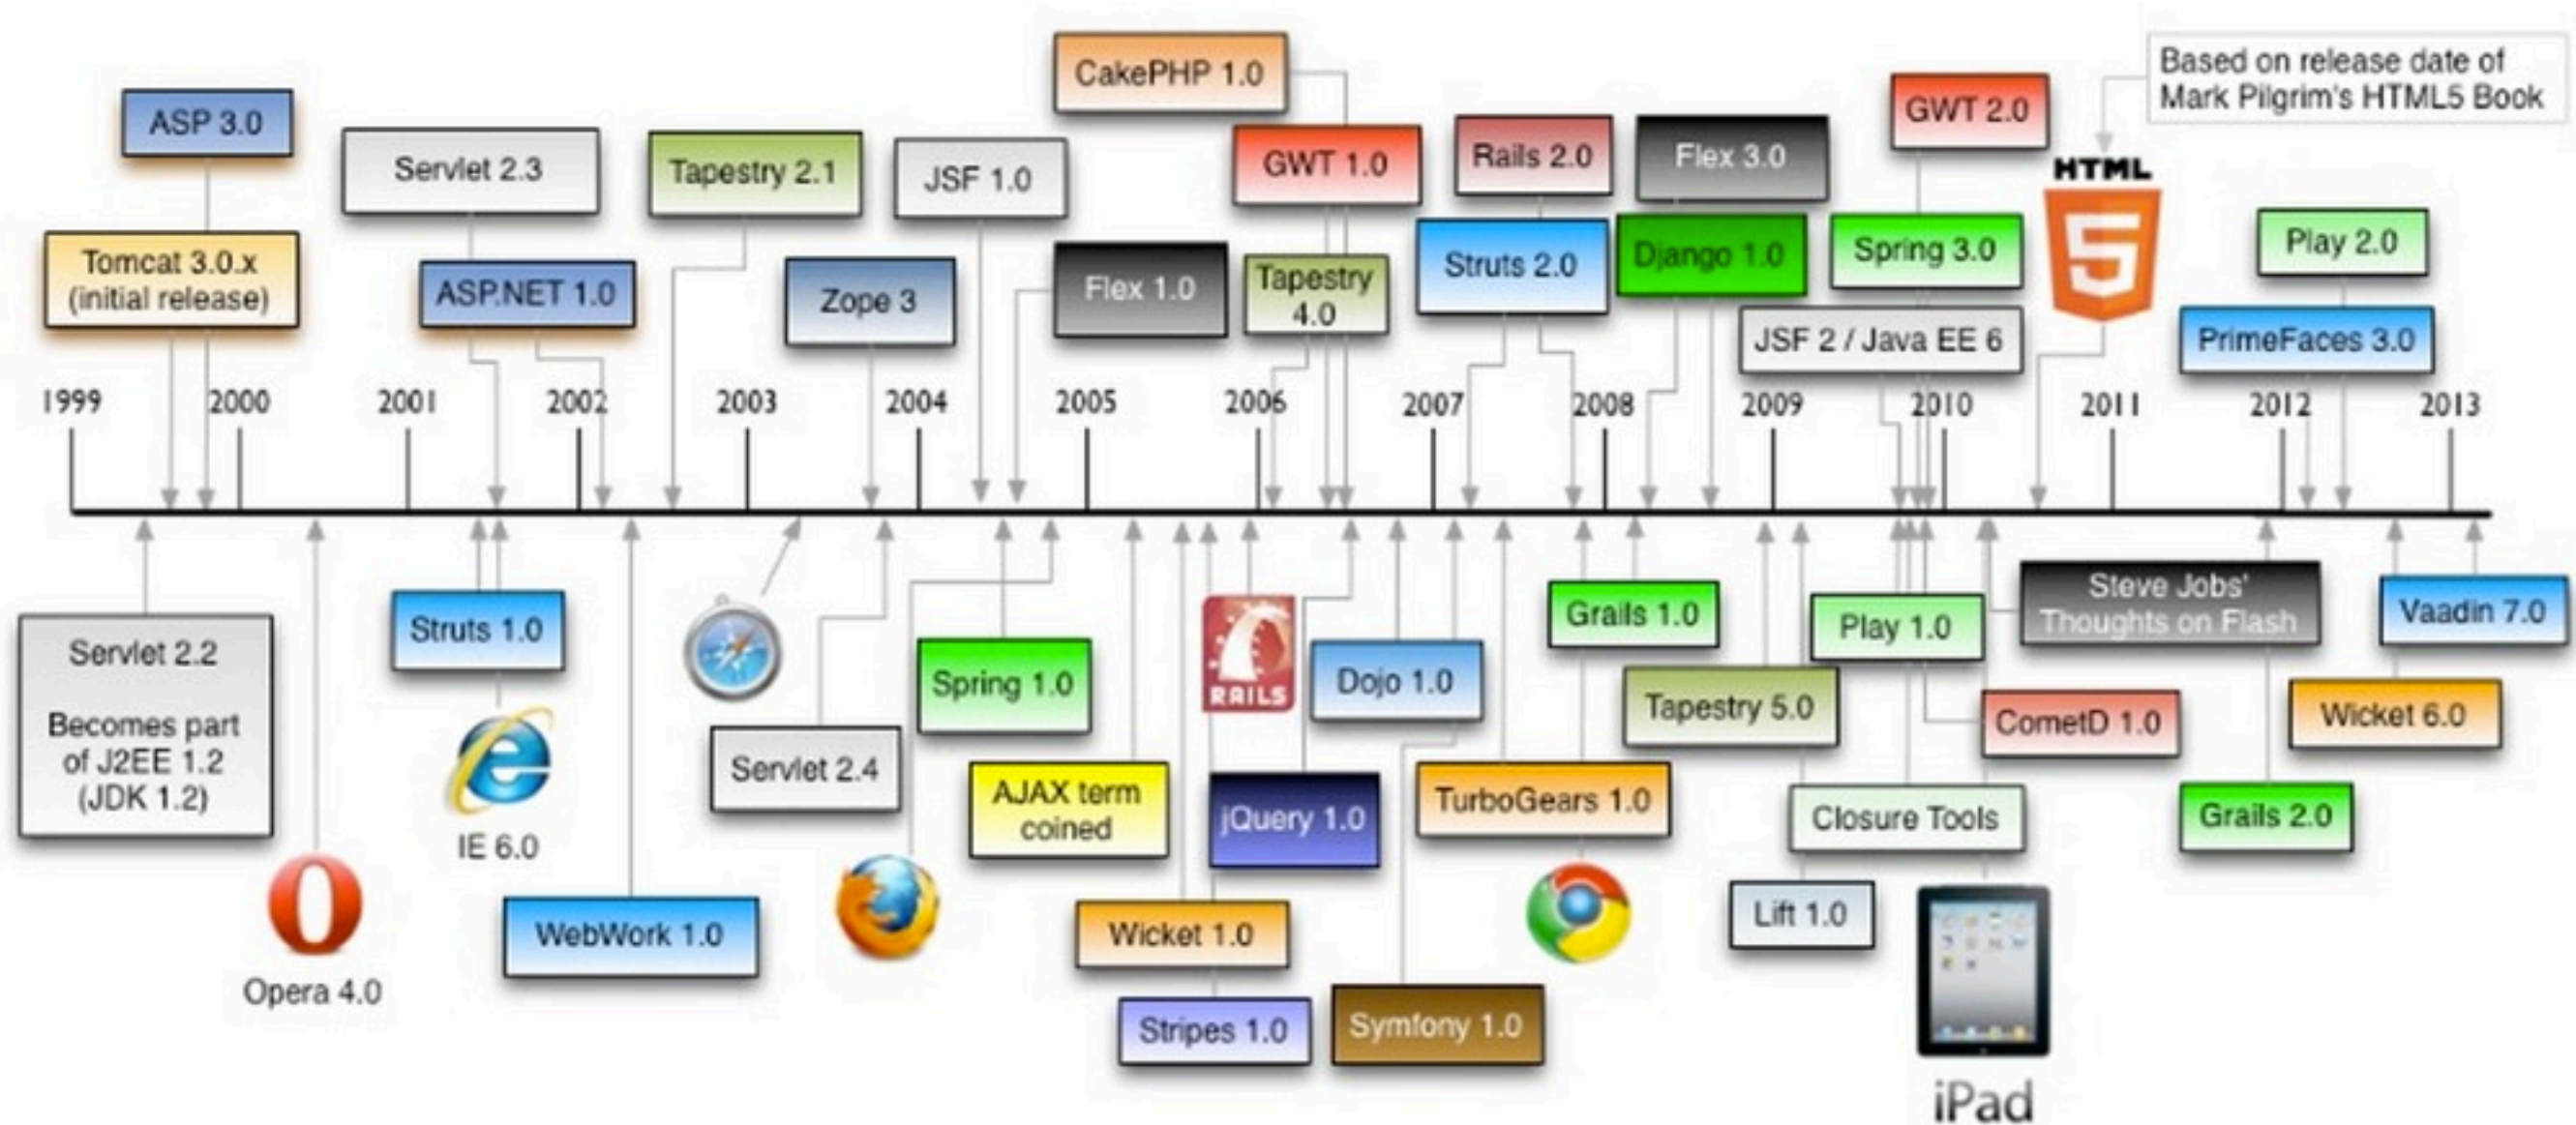 CakePHP 1.0
Based on release date of
Mark Pilgrim's HTML5 Book
ASP 3.0
GWT 2.0
Servlet 2.3
Tapestry 2.1
JSF 1.0
GWT 1.0
Rails 2.0
Flex 3.0
HTML
5
Tomcat 3.0.x
(initial release)
ASP.NET 1.0
Zope 3
Flex 1.0
Tapestry
4.0
Struts 2.0
Django 1.0
Spring 3.0
Play 2.0
JSF 2 / Java EE 6
PrimeFaces 3.0
1999
2000
2001
2002
2003
2004
2005
2006
2007
2008
2009
2010
2011
2012
2013
Servlet 2.2
Becomes part
of J2EE 1.2
(JDK 1.2)
Struts 1.0
Spring 1.0
RAILS
Dojo 1.0
Grails 1.0
Play 1.0
Steve Jobs'
Thoughts on Flash
Vaadin 7.0
Tapestry 5.0
CometD 1.0
Wicket 6.0
IE 6.0
Servlet 2.4
AJAX term
coined
jQuery 1.0
TurboGears 1.0
Closure Tools
Grails 2.0
Opera 4.0
WebWork 1.0
Wicket 1.0
Lift 1.0
Stripes 1.0
Symfony 1.0
iPad